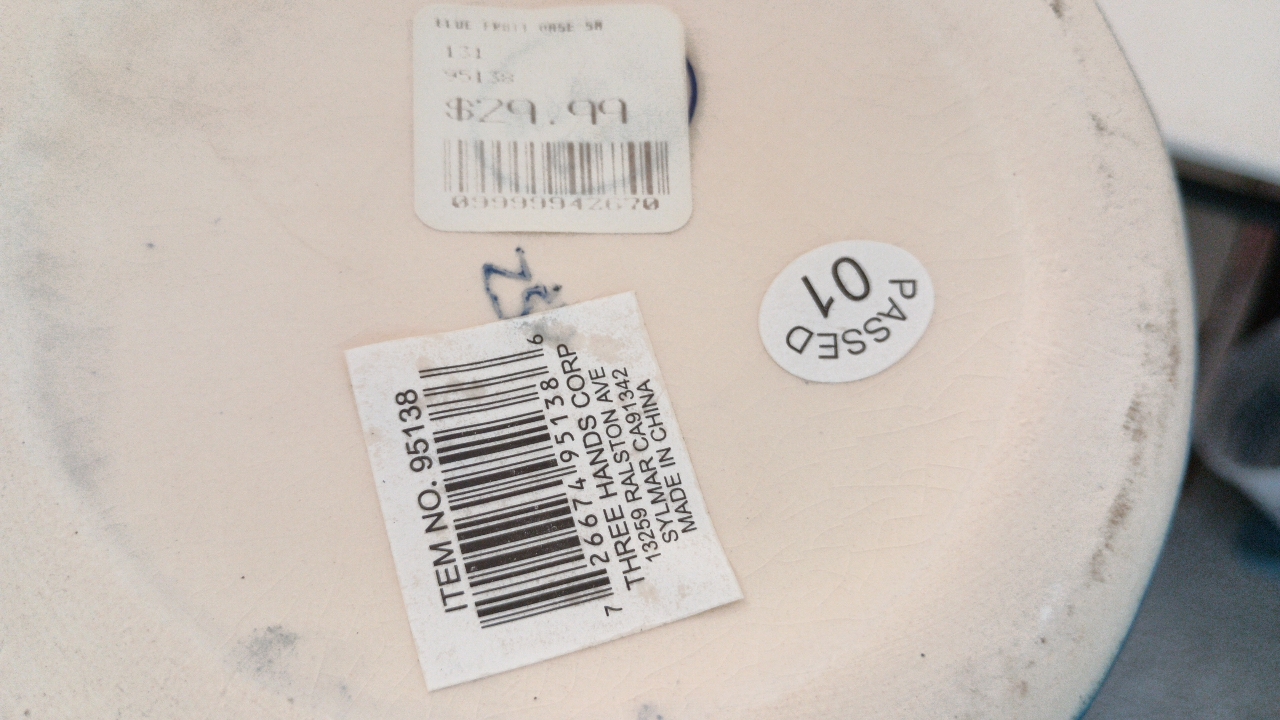 131
95138
$29.99
09999942670
ITEM NO. 95138
7 26674 95138 6
THREE HANDS CORP
13259 RALSTON AVE
SYLMAR CA91342
MADE IN CHINA
PASSED
01